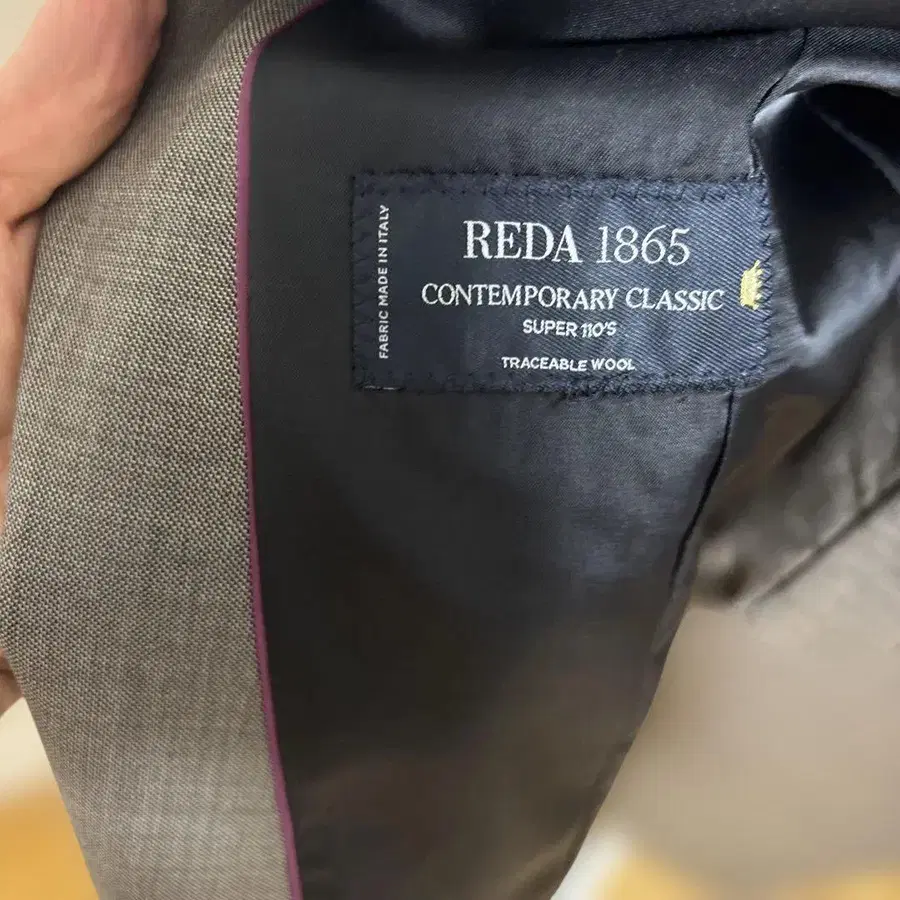 FABRIC MADE IN ITALY
REDA 1865
CONTEMPORARY CLASSIC
SUPER 110'S
TRACEABLE WOOL